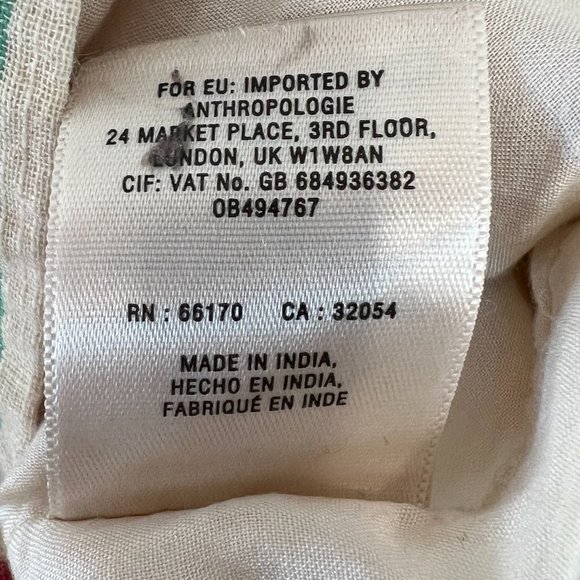 FOR EU: IMPORTED BY
ANTHROPOLOGIE
24 MARKET PLACE, 3RD FLOOR,
LONDON, UK W1W8AN
CIF: VAT No. GB 684936382
OB494767
RN : 66170 CA : 32054
MADE IN INDIA,
HECHO EN INDIA,
FABRIQUÉ EN INDE